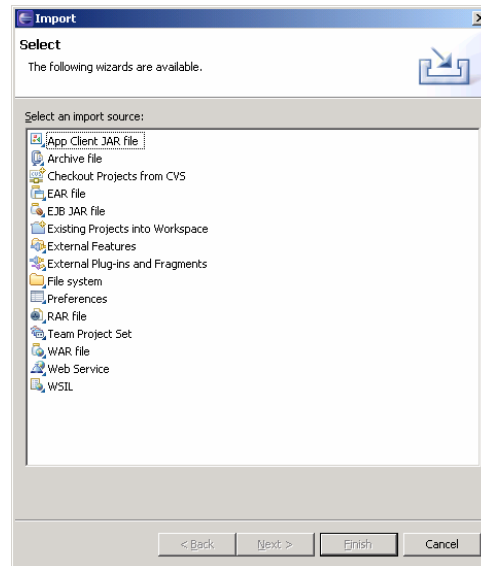 Import
Select
The following wizards are available.
Select an import source:
App Client JAR file
Archive file
Checkout Projects from CVS
EAR file
EJB JAR file
Existing Projects into Workspace
External Features
External Plug-ins and Fragments
File system
Preferences
RAR file
Team Project Set
WAR file
Web Service
WSIL
< Back Next > Finish Cancel